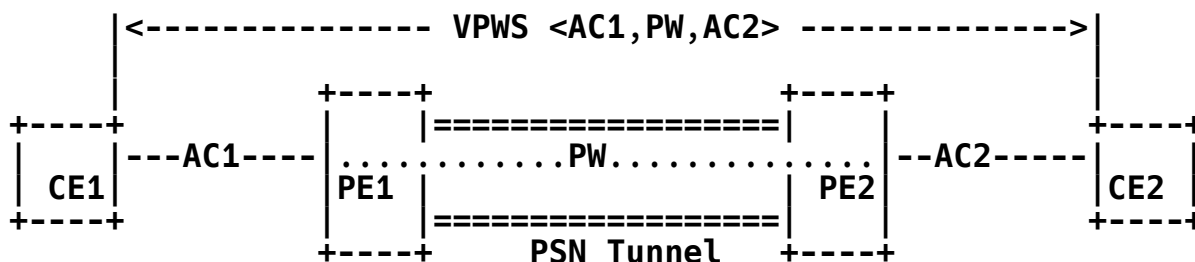 |<--------------- VPWS <AC1,PW,AC2> -------------->|
|                                                  |
|          +----+                  +----+          |
+----+     |    |==================|    |     +----+
|    |---AC1----|............PW..............|--AC2-----|    |
| CE1|     |PE1 |                  | PE2|     |CE2 |
+----+     |    |==================|    |     +----+
+----+    PSN Tunnel    +----+